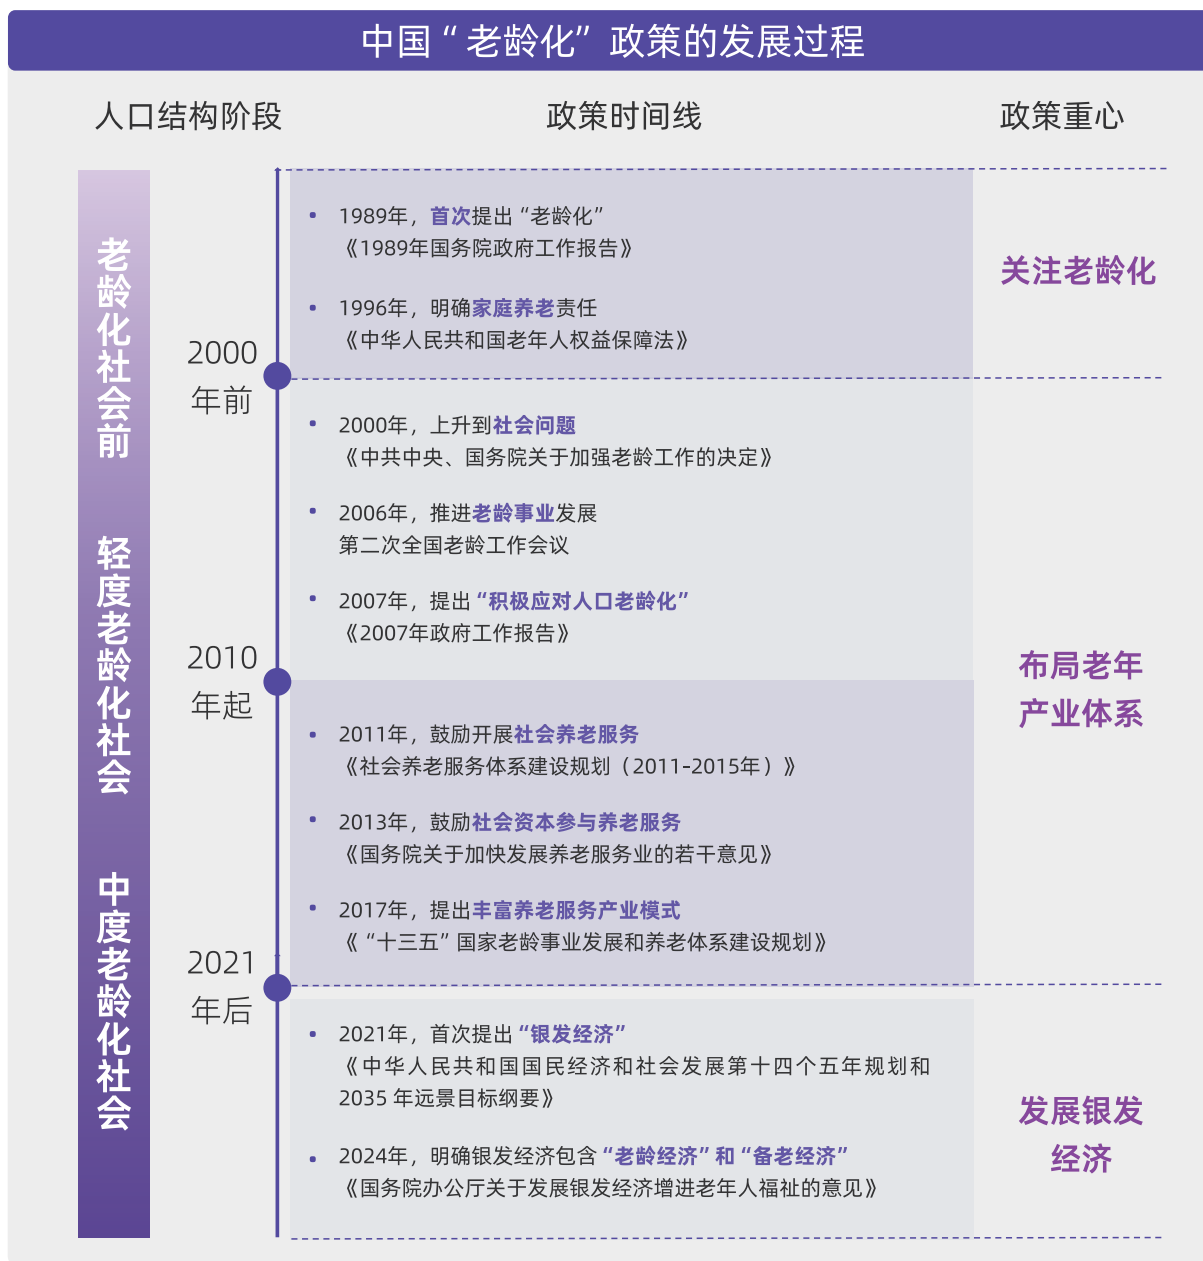 中国“老龄化”政策的发展过程
人口结构阶段
政策时间线
政策重心
老龄化社会前
轻度老龄化社会
中度老龄化社会
2000
年前
2010
年起
2021
年后
1989年，首次提出“老龄化”
《1989年国务院政府工作报告》
1996年，明确家庭养老责任
《中华人民共和国老年人权益保障法》
2000年，上升到社会问题
《中共中央、国务院关于加强老龄工作的决定》
2006年，推进老龄事业发展
第二次全国老龄工作会议
2007年，提出“积极应对人口老龄化”
《2007年政府工作报告》
2011年，鼓励开展社会养老服务
《社会养老服务体系建设规划（2011-2015年）》
2013年，鼓励社会资本参与养老服务
《国务院关于加快发展养老服务业的若干意见》
2017年，提出丰富养老服务产业模式
《“十三五”国家老龄事业发展和养老体系建设规划》
2021年，首次提出“银发经济”
《中华人民共和国国民经济和社会发展第十四个五年规划和
2035 年远景目标纲要》
2024年，明确银发经济包含“老龄经济”和“备老经济”
《国务院办公厅关于发展银发经济增进老年人福祉的意见》
关注老龄化
布局老年
产业体系
发展银发
经济